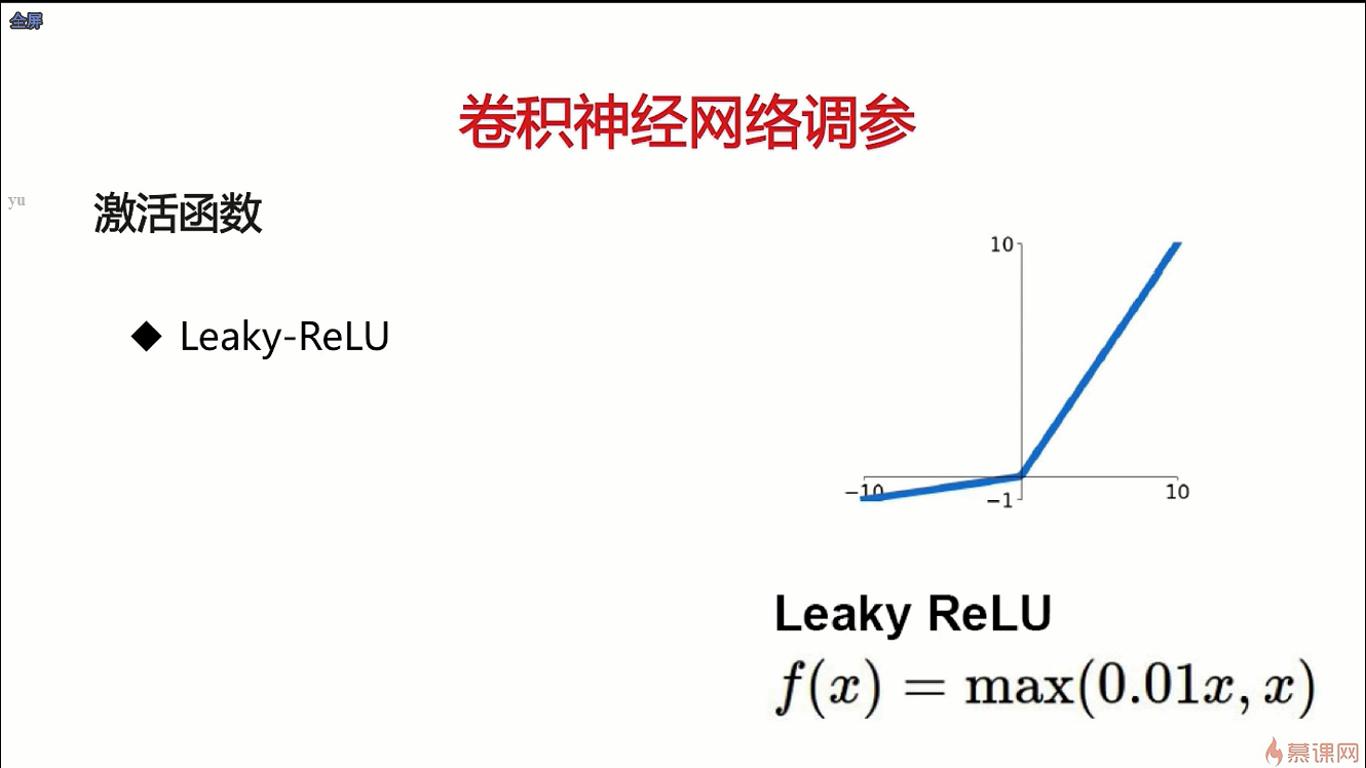 全屏
卷积神经网络调参
yu
激活函数
◆ Leaky-ReLU
10
−10
−1
10
Leaky ReLU
f(x) = max(0.01x, x)
慕课网